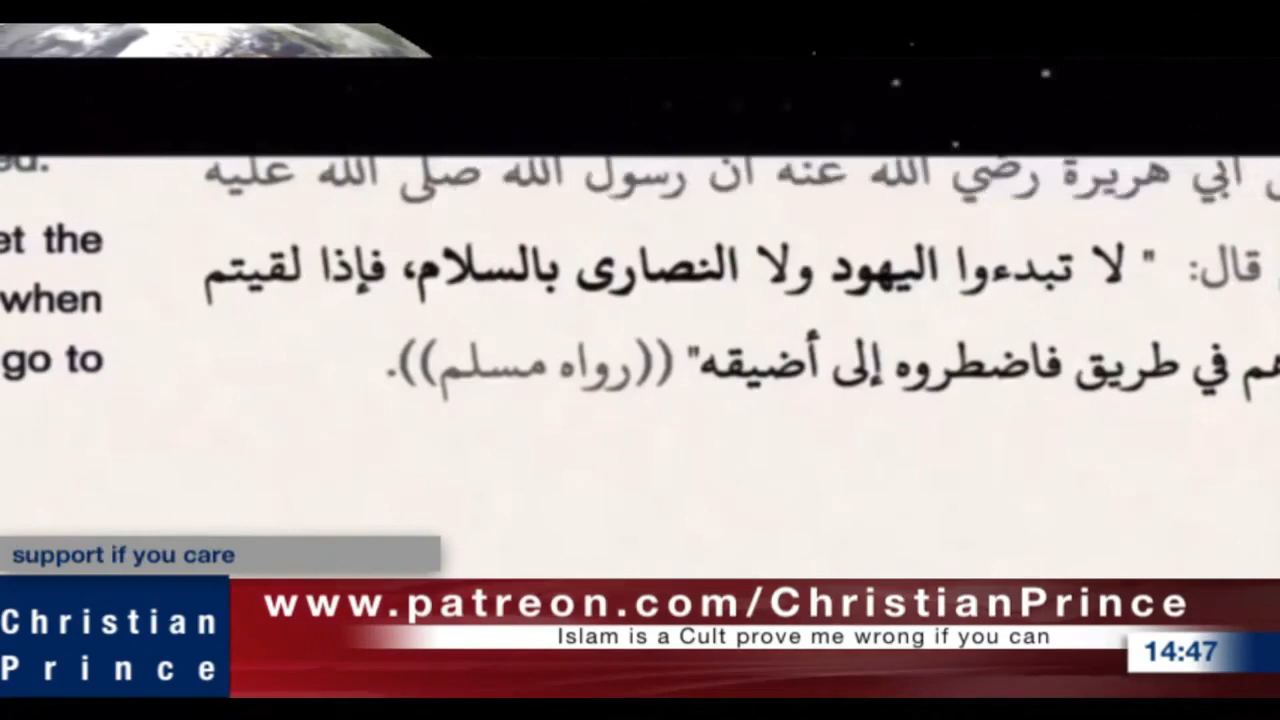 ed.
et the
when
go to
أبي هريرة رضي الله عنه أن رسول الله صلى الله عليه
قال: " لا تبدءوا اليهود ولا النصارى بالسلام، فإذا لقيتم
هم في طريق فاضطروه إلى أضيقه" ((رواه مسلم)).
support if you care
Christian
Prince
www.patreon.com/ChristianPrince
Islam is a Cult prove me wrong if you can
14:47